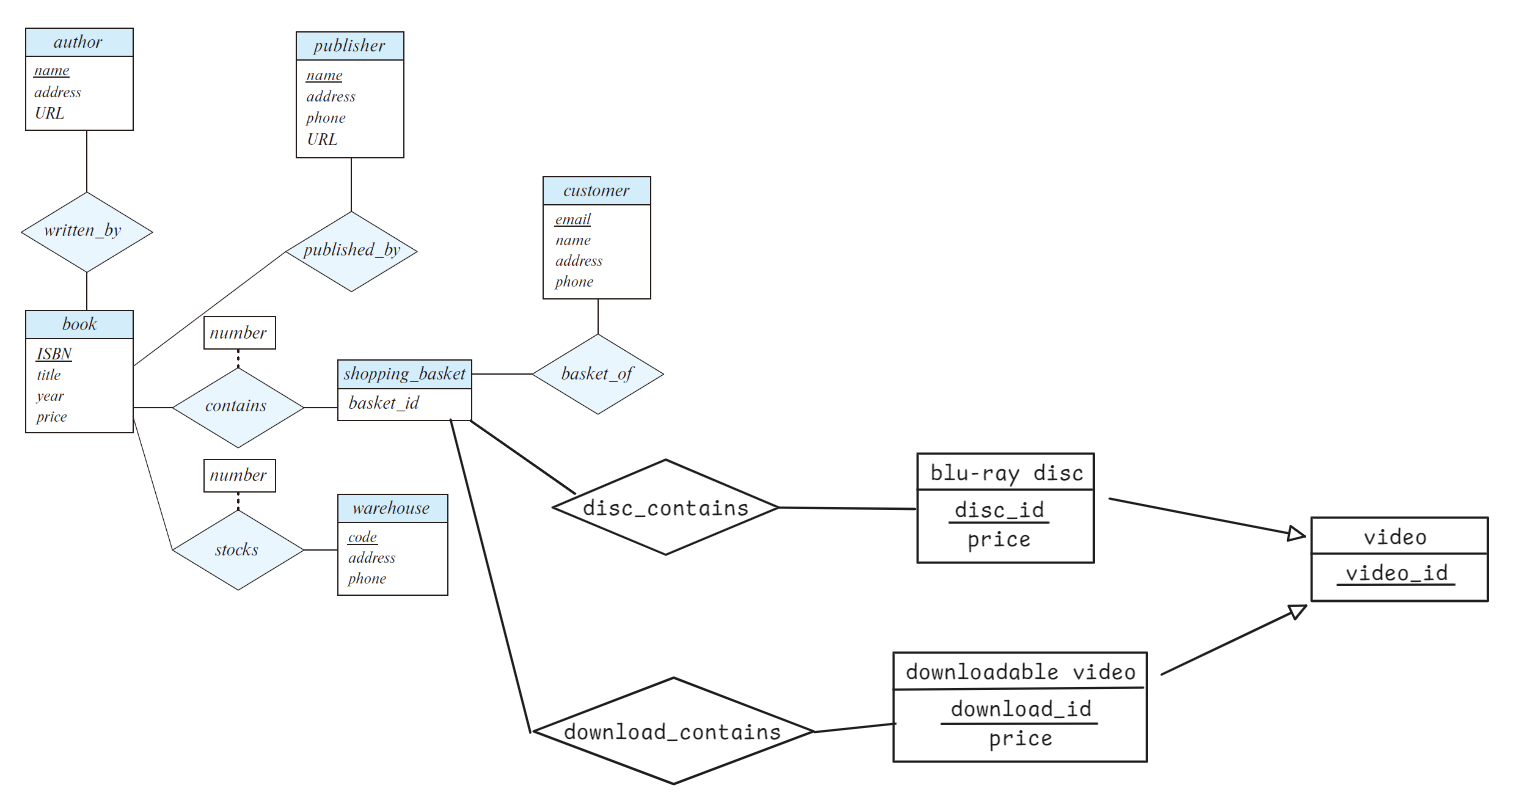 author
name
address
URL
publisher
name
address
phone
URL
customer
email
name
address
phone
written_by
published_by
book
ISBN
title
year
price
number
contains
shopping_basket
basket_id
basket_of
number
stocks
warehouse
code
address
phone
disc_contains
blu-ray disc
disc_id
price
video
video_id
download_contains
downloadable video
download_id
price